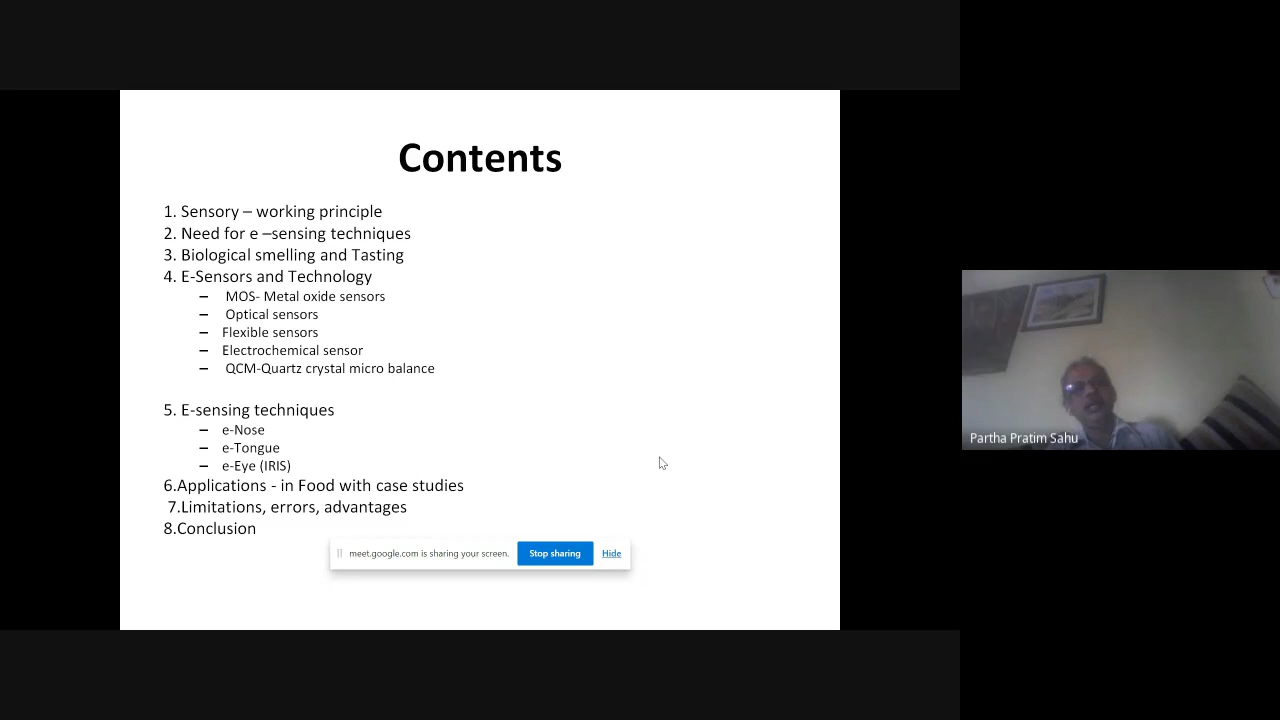 Contents
1. Sensory – working principle
2. Need for e –sensing techniques
3. Biological smelling and Tasting
4. E-Sensors and Technology
– MOS- Metal oxide sensors
– Optical sensors
– Flexible sensors
– Electrochemical sensor
– QCM-Quartz crystal micro balance
5. E-sensing techniques
– e-Nose
– e-Tongue
– e-Eye (IRIS)
6.Applications - in Food with case studies
7.Limitations, errors, advantages
8.Conclusion
meet.google.com is sharing your screen. Stop sharing Hide
Partha Pratim Sahu